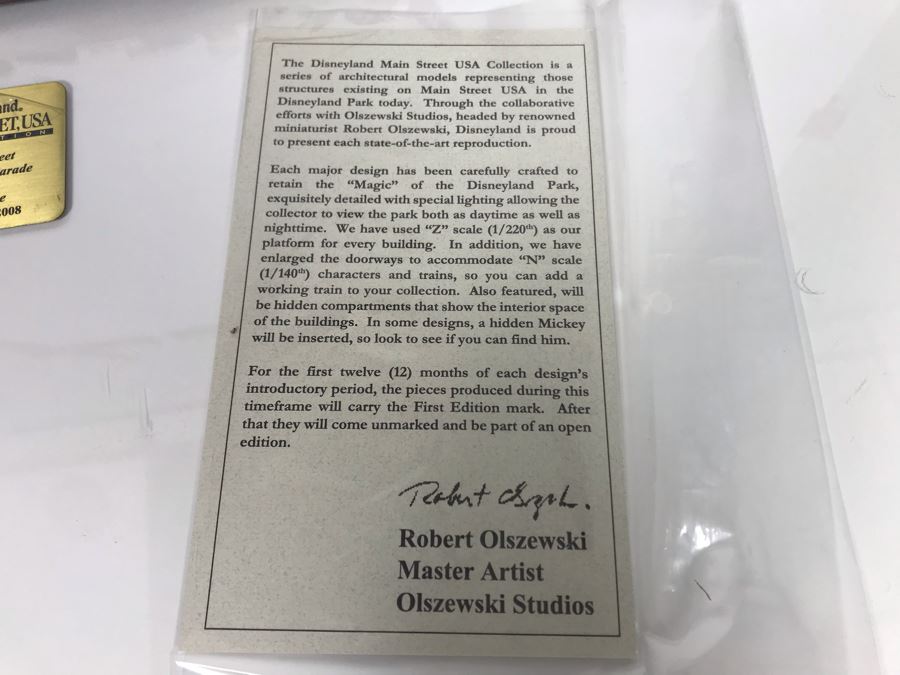 The Disneyland Main Street USA Collection is a
series of architectural models representing those
structures existing on Main Street USA in the
Disneyland Park today. Through the collaborative
efforts with Olszewski Studios, headed by renowned
miniaturist Robert Olszewski, Disneyland is proud
to present each state-of-the-art reproduction.
Each major design has been carefully crafted to
retain the “Magic” of the Disneyland Park,
exquisitely detailed with special lighting allowing the
collector to view the park both as daytime as well as
nighttime. We have used “Z” scale (1/220th) as our
platform for every building. In addition, we have
enlarged the doorways to accommodate “N” scale
(1/140th) characters and trains, so you can add a
working train to your collection. Also featured, will
be hidden compartments that show the interior space
of the buildings. In some designs, a hidden Mickey
will be inserted, so look to see if you can find him.
For the first twelve (12) months of each design’s
introductory period, the pieces produced during this
timeframe will carry the First Edition mark. After
that they will come unmarked and be part of an open
edition.
Robert Olszewski
Master Artist
Olszewski Studios
nd.
ET, USA
TION
eet
arade
e
2008